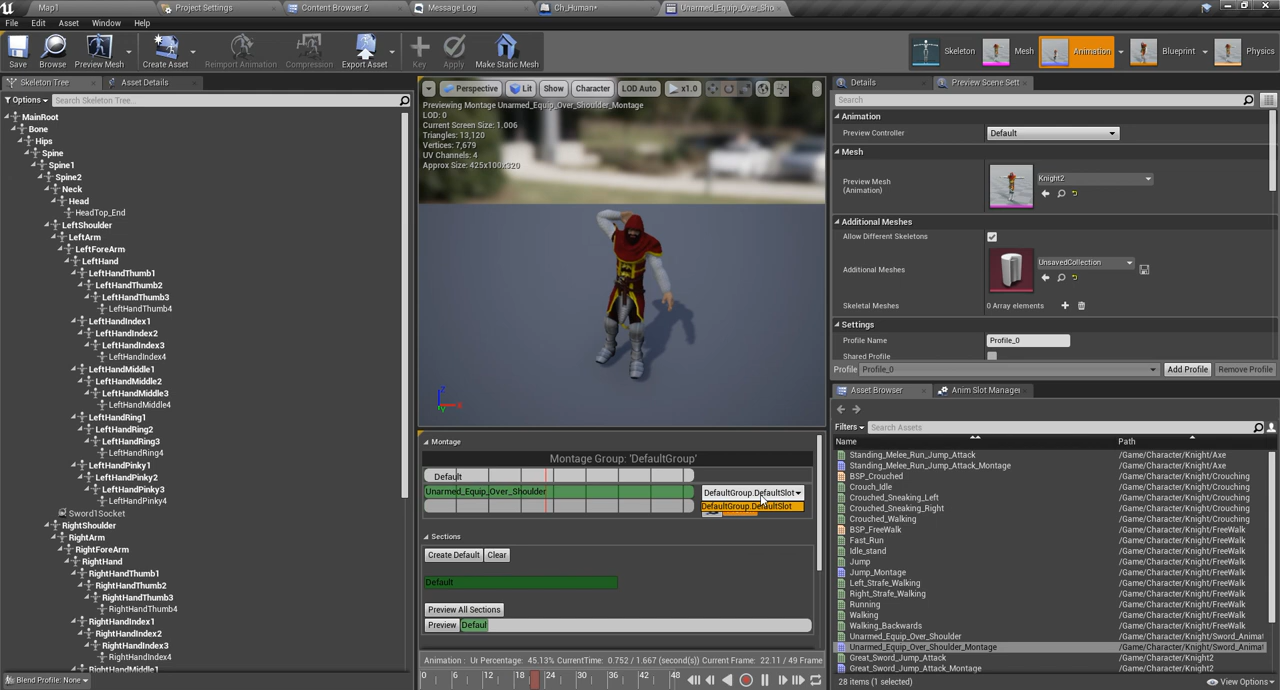 Map1
Project Settings
Content Browser 2
Message Log
Ch_Human*
Unarmed_Equip_Over_Sho
File Edit Asset Window Help
Save
Browse
Preview Mesh
Create Asset
Reimport Animation
Compression
Export Asset
Key
Apply
Make Static Mesh
Skeleton
Mesh
Animation
Blueprint
Physics
Skeleton Tree
Asset Details
Options
Search Skeleton Tree...
MainRoot
Bone
Hips
Spine
Spine1
Spine2
Neck
Head
HeadTop_End
LeftShoulder
LeftArm
LeftForeArm
LeftHand
LeftHandThumb1
LeftHandThumb2
LeftHandThumb3
LeftHandThumb4
LeftHandIndex1
LeftHandIndex2
LeftHandIndex3
LeftHandIndex4
LeftHandMiddle1
LeftHandMiddle2
LeftHandMiddle3
LeftHandMiddle4
LeftHandRing1
LeftHandRing2
LeftHandRing3
LeftHandRing4
LeftHandPinky1
LeftHandPinky2
LeftHandPinky3
LeftHandPinky4
Sword1Socket
RightShoulder
RightArm
RightForeArm
RightHand
RightHandThumb1
RightHandThumb2
RightHandThumb3
RightHandThumb4
RightHandIndex1
RightHandIndex2
RightHandIndex3
RightHandIndex4
RightHandMiddle1
Blend Profile: None
Perspective
Lit
Show
Character
LOD Auto
x1.0
Previewing Montage Unarmed_Equip_Over_Shoulder_Montage
LOD: 0
Current Screen Size: 1.006
Triangles: 13,120
Vertices: 7,679
UV Channels: 4
Approx Size: 425x100x320
Z
X
Y
Montage
Montage Group: 'DefaultGroup'
Default
Unarmed_Equip_Over_Shoulder
DefaultGroup.DefaultSlot
DefaultGroup.DefaultSlot
Sections
Create Default
Clear
Default
Preview All Sections
Preview
Defaul
Animation : Ur Percentage: 45.13% CurrentTime: 0.752 / 1.667 (second(s)) Current Frame: 22.11 / 49 Frame
0 6 12 18 24 30 36 42 48
Details
Preview Scene Sett
Search
Animation
Preview Controller
Default
Mesh
Preview Mesh
(Animation)
Knight2
Additional Meshes
Allow Different Skeletons
Additional Meshes
UnsavedCollection
Skeletal Meshes
0 Array elements
Settings
Profile Name
Profile_0
Shared Profile
Profile
Profile_0
Add Profile
Remove Profile
Asset Browser
Anim Slot Manager
Filters
Search Assets
Name Path
Standing_Melee_Run_Jump_Attack /Game/Character/Knight/Axe
Standing_Melee_Run_Jump_Attack_Montage /Game/Character/Knight/Axe
BSP_Crouched /Game/Character/Knight/Crouching
Crouch_Idle /Game/Character/Knight/Crouching
Crouched_Sneaking_Left /Game/Character/Knight/Crouching
Crouched_Sneaking_Right /Game/Character/Knight/Crouching
Crouched_Walking /Game/Character/Knight/Crouching
BSP_FreeWalk /Game/Character/Knight/FreeWalk
Fast_Run /Game/Character/Knight/FreeWalk
Idle_stand /Game/Character/Knight/FreeWalk
Jump /Game/Character/Knight/FreeWalk
Jump_Montage /Game/Character/Knight/FreeWalk
Left_Strafe_Walking /Game/Character/Knight/FreeWalk
Right_Strafe_Walking /Game/Character/Knight/FreeWalk
Running /Game/Character/Knight/FreeWalk
Walking /Game/Character/Knight/FreeWalk
Walking_Backwards /Game/Character/Knight/FreeWalk
Unarmed_Equip_Over_Shoulder /Game/Character/Knight/Sword_Animat
Unarmed_Equip_Over_Shoulder_Montage /Game/Character/Knight/Sword_Animat
Great_Sword_Jump_Attack /Game/Character/Knight2
Great_Sword_Jump_Attack_Montage /Game/Character/Knight2
28 items (1 selected)
View Options